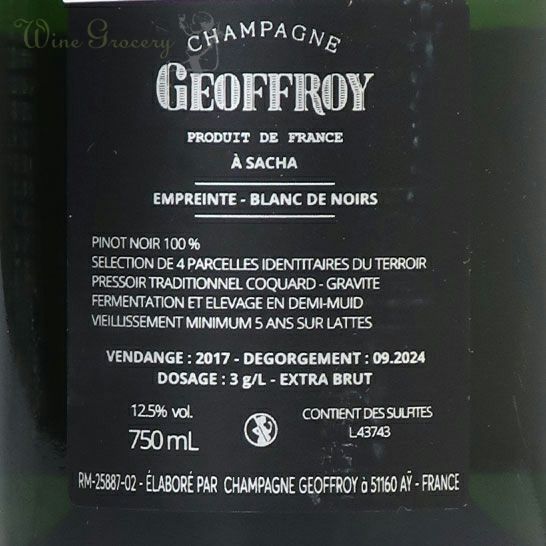 Wine Grocery
CHAMPAGNE
GEOFFROY
PRODUIT DE FRANCE
À SACHA
EMPREINTE - BLANC DE NOIRS
PINOT NOIR 100 %
SELECTION DE 4 PARCELLES IDENTITAIRES DU TERROIR
PRESSOIR TRADITIONNEL COQUARD - GRAVITE
FERMENTATION ET ELEVAGE EN DEMI-MUID
VIEILLISSEMENT MINIMUM 5 ANS SUR LATTES
VENDANGE : 2017 - DEGORGEMENT : 09.2024
DOSAGE : 3 g/L - EXTRA BRUT
12.5% vol.
750 mL
CONTIENT DES SULFITES
L43743
RM-25887-02 - ÉLABORÉ PAR CHAMPAGNE GEOFFROY à 51160 AŸ - FRANCE